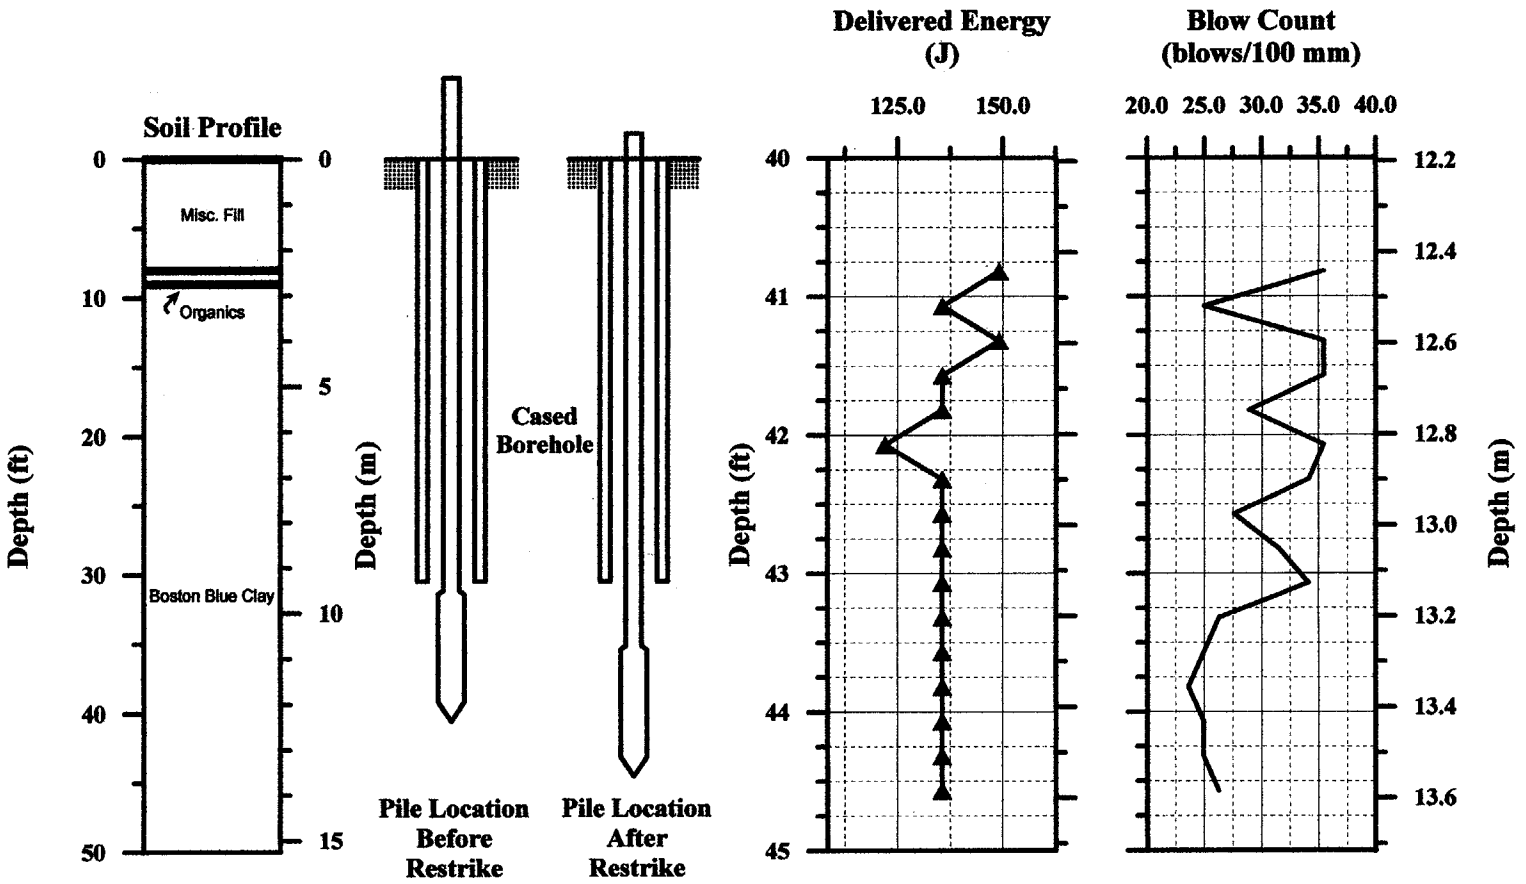 Delivered Energy
(J)
Blow Count
(blows/100 mm)
125.0 150.0
20.0 25.0 30.0 35.0 40.0
Soil Profile
0
10
20
30
40
50
Depth (ft)
Misc. Fill
Organics
Boston Blue Clay
0
5
10
15
Depth (m)
Cased
Borehole
Pile Location
Before
Restrike
Pile Location
After
Restrike
40
41
42
43
44
45
Depth (ft)
12.2
12.4
12.6
12.8
13.0
13.2
13.4
13.6
Depth (m)